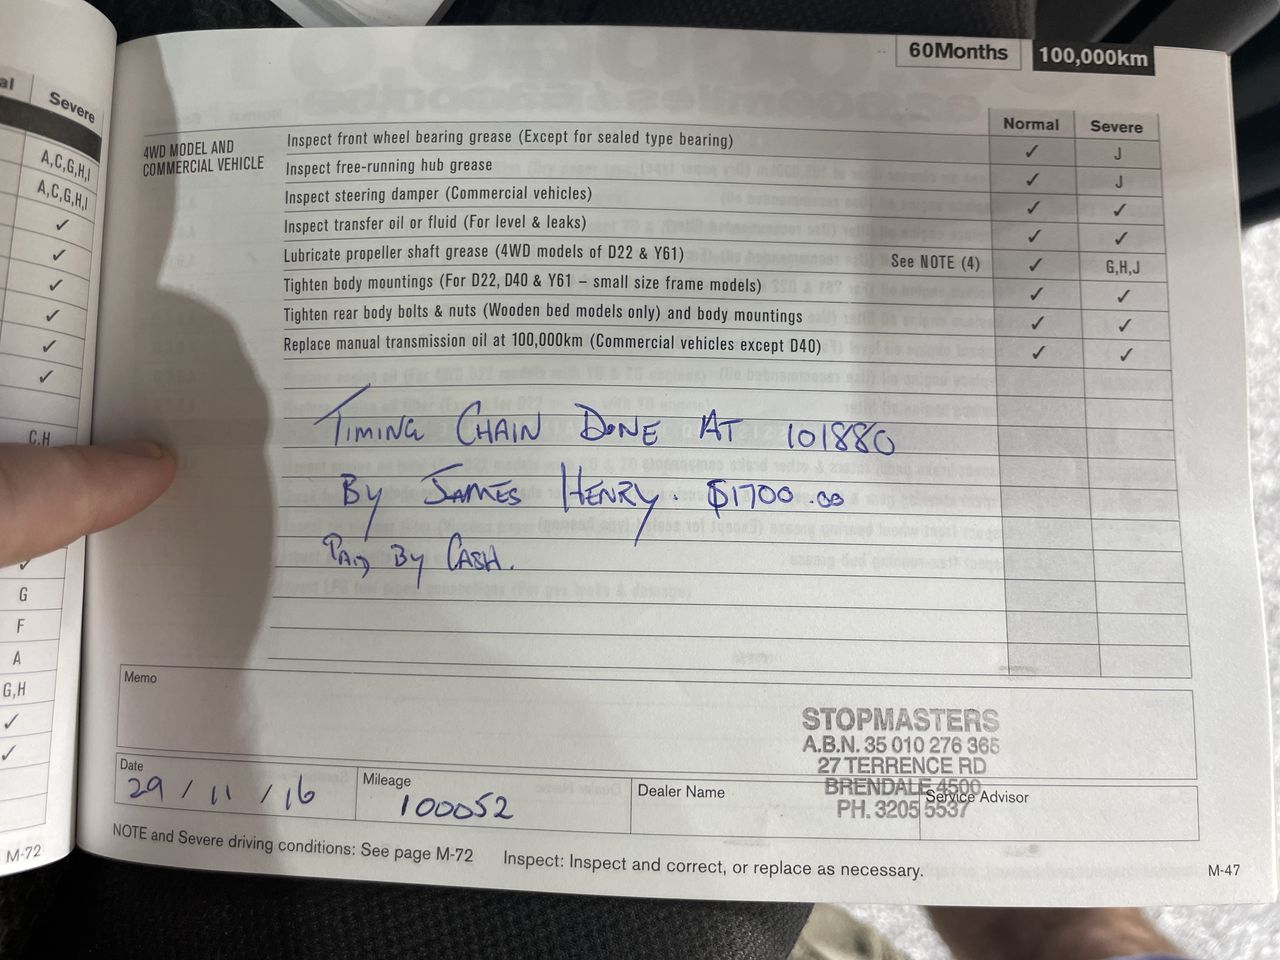 al
Severe
A,C,G,H,I
A,C,G,H,I
✓
✓
✓
✓
✓
✓
C,H
✓
G
F
A
G,H
✓
✓
M-72
60Months 100,000km
Normal Severe
4WD MODEL AND
COMMERCIAL VEHICLE
Inspect front wheel bearing grease (Except for sealed type bearing) ✓ J
Inspect free-running hub grease ✓ J
Inspect steering damper (Commercial vehicles) ✓ ✓
Inspect transfer oil or fluid (For level & leaks) ✓ ✓
Lubricate propeller shaft grease (4WD models of D22 & Y61) See NOTE (4) ✓ G,H,J
Tighten body mountings (For D22, D40 & Y61 – small size frame models) ✓ ✓
Tighten rear body bolts & nuts (Wooden bed models only) and body mountings ✓ ✓
Replace manual transmission oil at 100,000km (Commercial vehicles except D40) ✓ ✓
TIMING CHAIN DONE AT 101880
BY JAMES HENRY. $1700.00
PAID BY CASH.
Memo
STOPMASTERS
A.B.N. 35 010 276 365
27 TERRENCE RD
BRENDALE 4500
PH. 3205 5537
Date
29 / 11 / 16
Mileage
100052
Dealer Name
Service Advisor
NOTE and Severe driving conditions: See page M-72 Inspect: Inspect and correct, or replace as necessary.
M-47